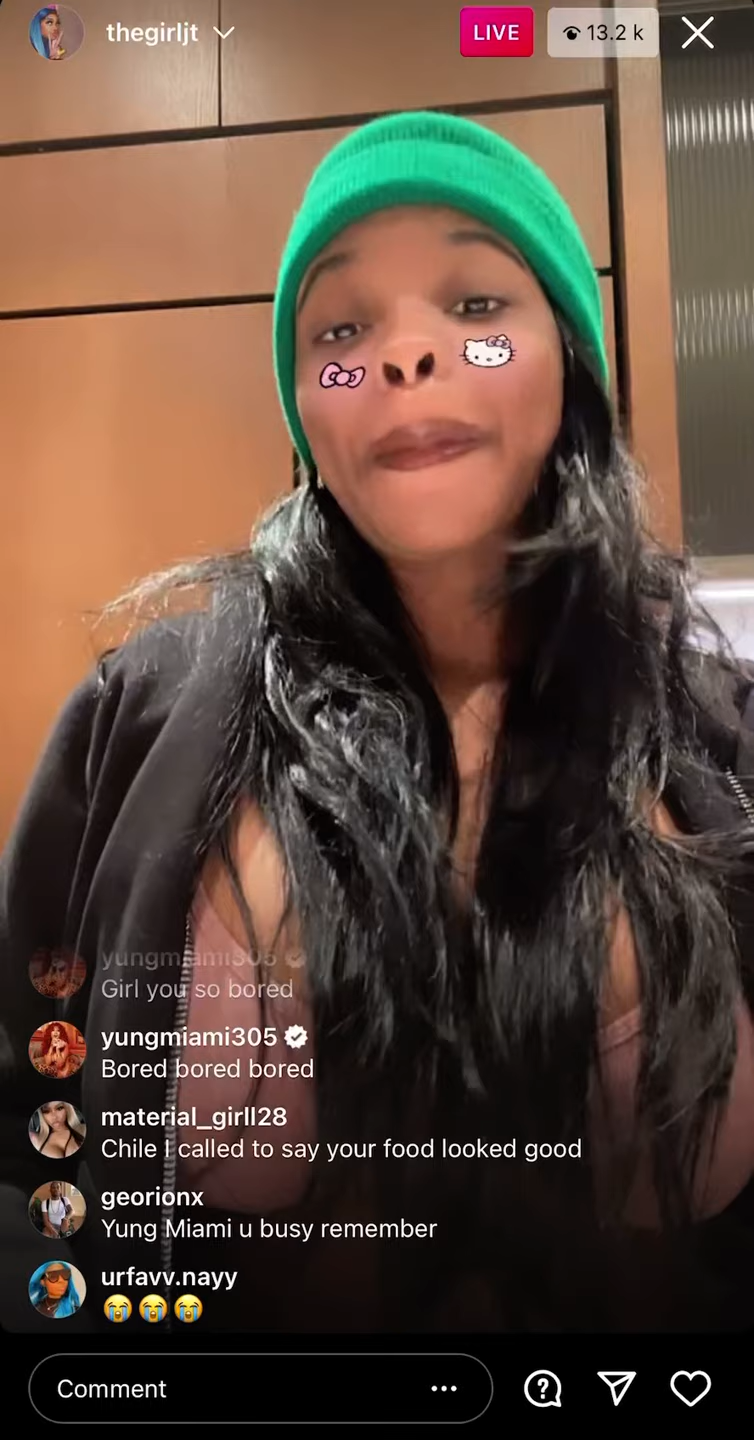 thegirljt
LIVE
13.2 k
yungmiami305
Girl you so bored
yungmiami305
Bored bored bored
material_girll28
Chile I called to say your food looked good
georionx
Yung Miami u busy remember
urfavv.nayy
😭😭😭
Comment